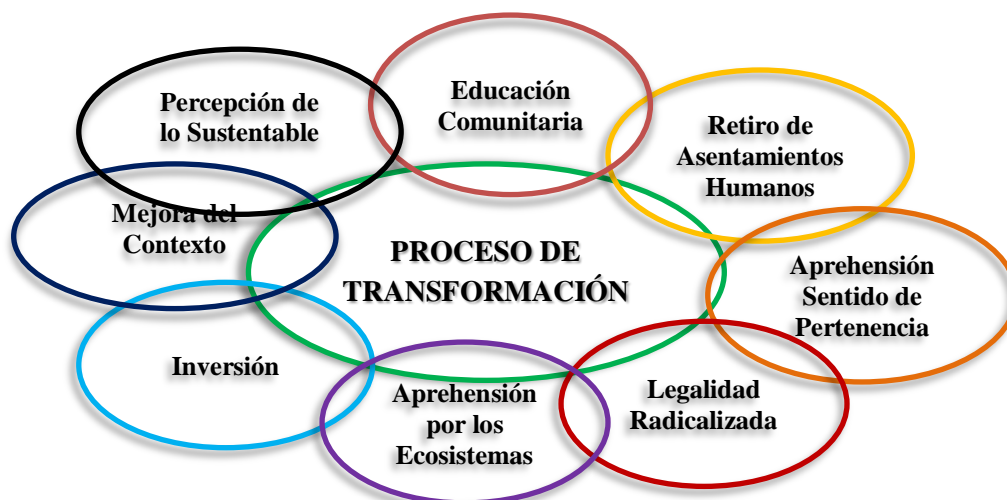 Percepción de
lo Sustentable
Educación
Comunitaria
Retiro de
Asentamientos
Humanos
Mejora del
Contexto
PROCESO DE
TRANSFORMACIÓN
Aprehensión
Sentido de
Pertenencia
Inversión
Aprehensión
por los
Ecosistemas
Legalidad
Radicalizada